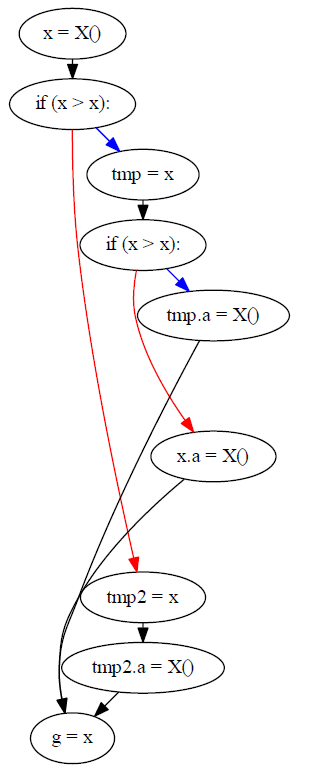 x = X()
if (x > x):
tmp = x
if (x > x):
tmp.a = X()
x.a = X()
tmp2 = x
tmp2.a = X()
g = x